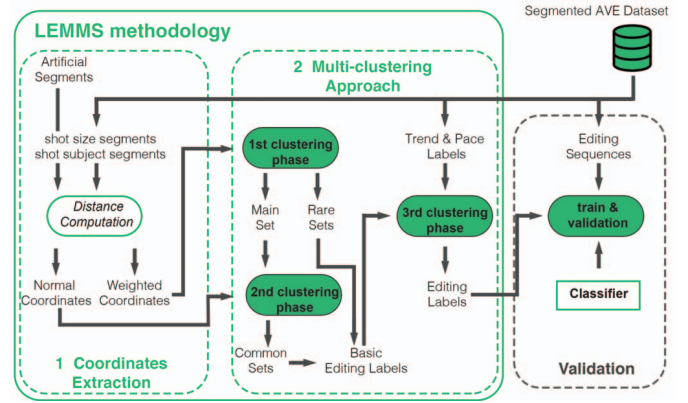 Segmented AVE Dataset
LEMMS methodology
Artificial
Segments
shot size segments
shot subject segments
Distance
Computation
Normal
Coordinates
Weighted
Coordinates
1 Coordinates
Extraction
2 Multi-clustering
Approach
1st clustering
phase
Main
Set
Rare
Sets
2nd clustering
phase
Common
Sets
Basic
Editing Labels
Trend & Pace
Labels
3rd clustering
phase
Editing
Labels
Editing
Sequences
train &
validation
Classifier
Validation